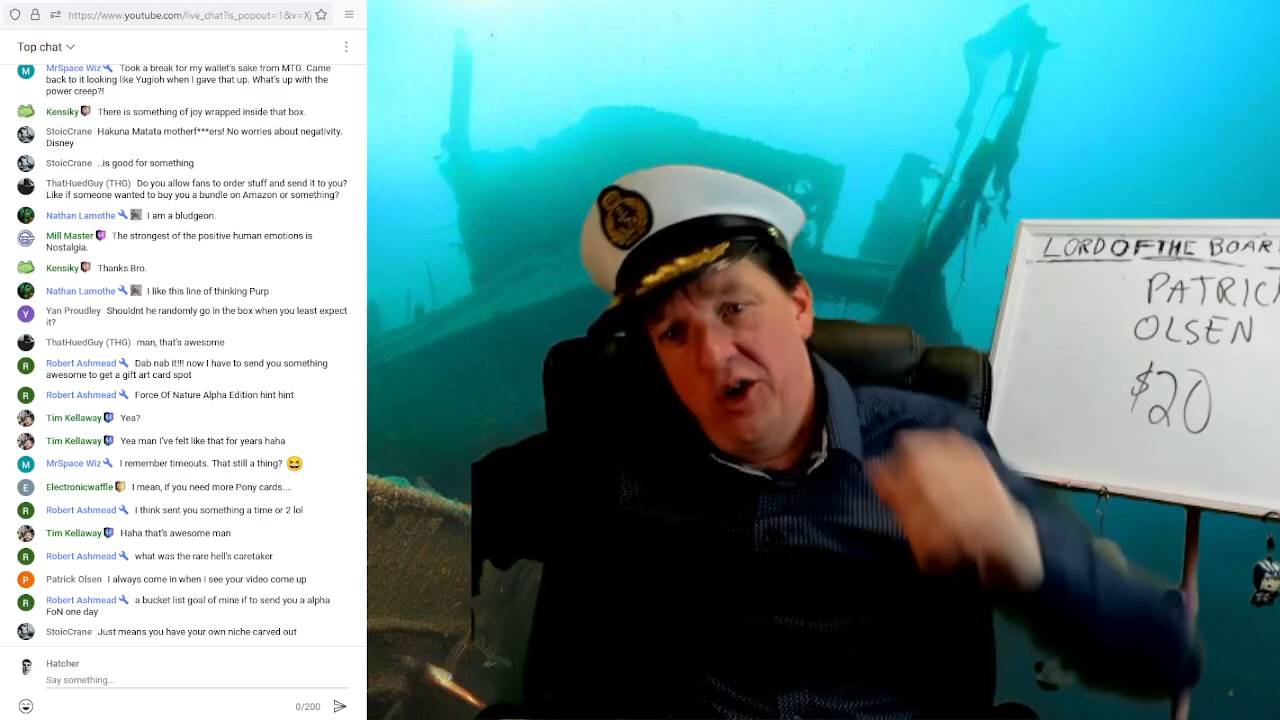 https://www.youtube.com/live_chat?is_popout=1&v=Xj
Top chat
MrSpace Wiz Took a break for my wallet's sake from MTG. Came
back to it looking like Yugioh when I gave that up. What's up with the
power creep?!
Kensiky There is something of joy wrapped inside that box.
StoicCrane Hakuna Matata motherf***ers! No worries about negativity.
Disney
StoicCrane ..is good for something
ThatHuedGuy (THG) Do you allow fans to order stuff and send it to you?
Like if someone wanted to buy you a bundle on Amazon or something?
Nathan Lamothe I am a bludgeon.
Mill Master The strongest of the positive human emotions is
Nostalgia.
Kensiky Thanks Bro.
Nathan Lamothe I like this line of thinking Purp
Y
Yan Proudley Shouldnt he randomly go in the box when you least expect
it?
ThatHuedGuy (THG) man, that's awesome
R
Robert Ashmead Dab nab it!!! now I have to send you something
awesome to get a gift art card spot
R
Robert Ashmead Force Of Nature Alpha Edition hint hint
Tim Kellaway Yea?
Tim Kellaway Yea man I've felt like that for years haha
M
MrSpace Wiz I remember timeouts. That still a thing?
E
Electronicwaffle I mean, if you need more Pony cards....
R
Robert Ashmead I think sent you something a time or 2 lol
Tim Kellaway Haha that's awesome man
R
Robert Ashmead what was the rare hell's caretaker
P
Patrick Olsen I always come in when I see your video come up
R
Robert Ashmead a bucket list goal of mine if to send you a alpha
FoN one day
StoicCrane Just means you have your own niche carved out
Hatcher
Say something...
0/200
LORD OF THE BOAR
PATRIC
OLSEN
$20